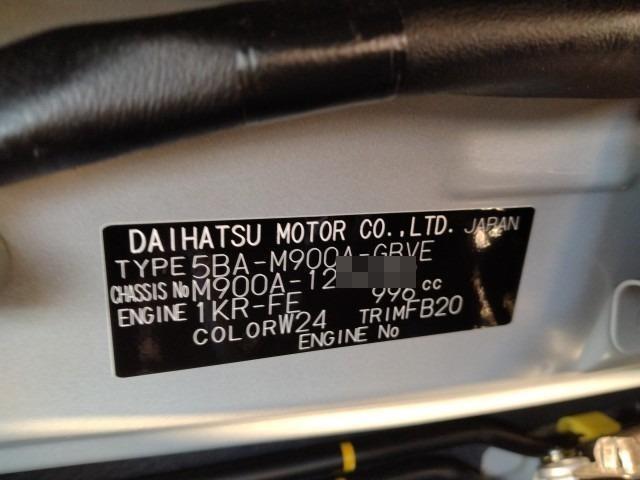 DAIHATSU MOTOR CO.,LTD. JAPAN
TYPE 5BA-M900A-GBVE
CHASSIS No M900A-12
ENGINE 1KR-FE 996 cc
COLOR W24 TRIM FB20
ENGINE No